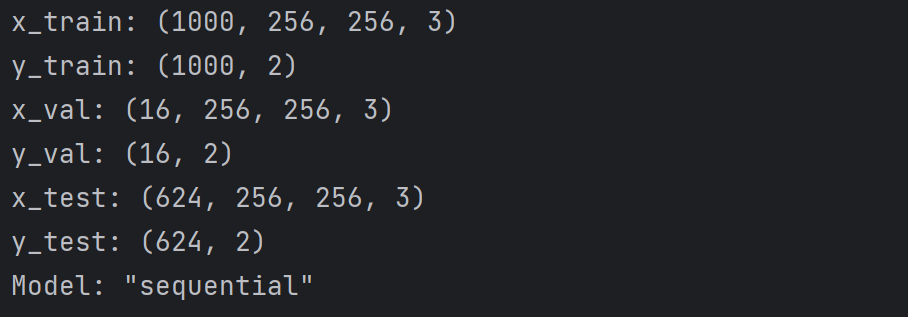 x_train: (1000, 256, 256, 3)
y_train: (1000, 2)
x_val: (16, 256, 256, 3)
y_val: (16, 2)
x_test: (624, 256, 256, 3)
y_test: (624, 2)
Model: "sequential"